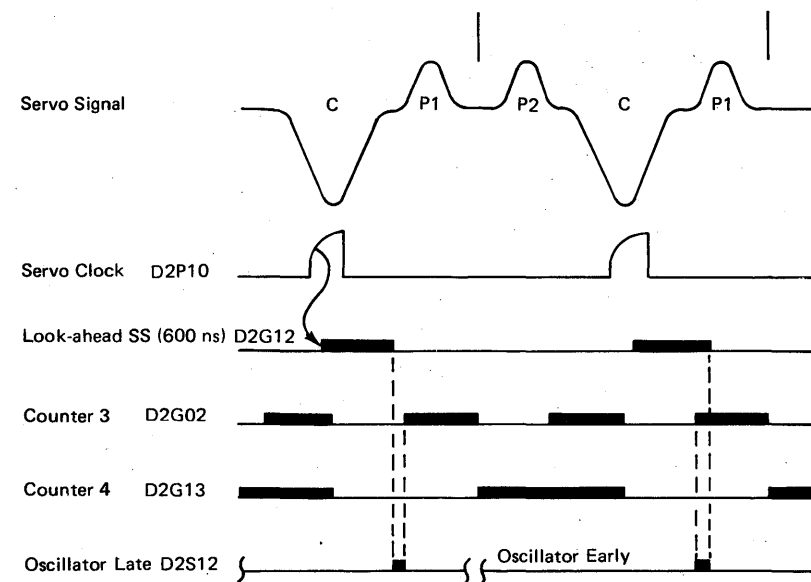 Servo Signal C P1 P2 C P1
Servo Clock D2P10
Look-ahead SS (600 ns) D2G12
Counter 3 D2G02
Counter 4 D2G13
Oscillator Late D2S12 Oscillator Early